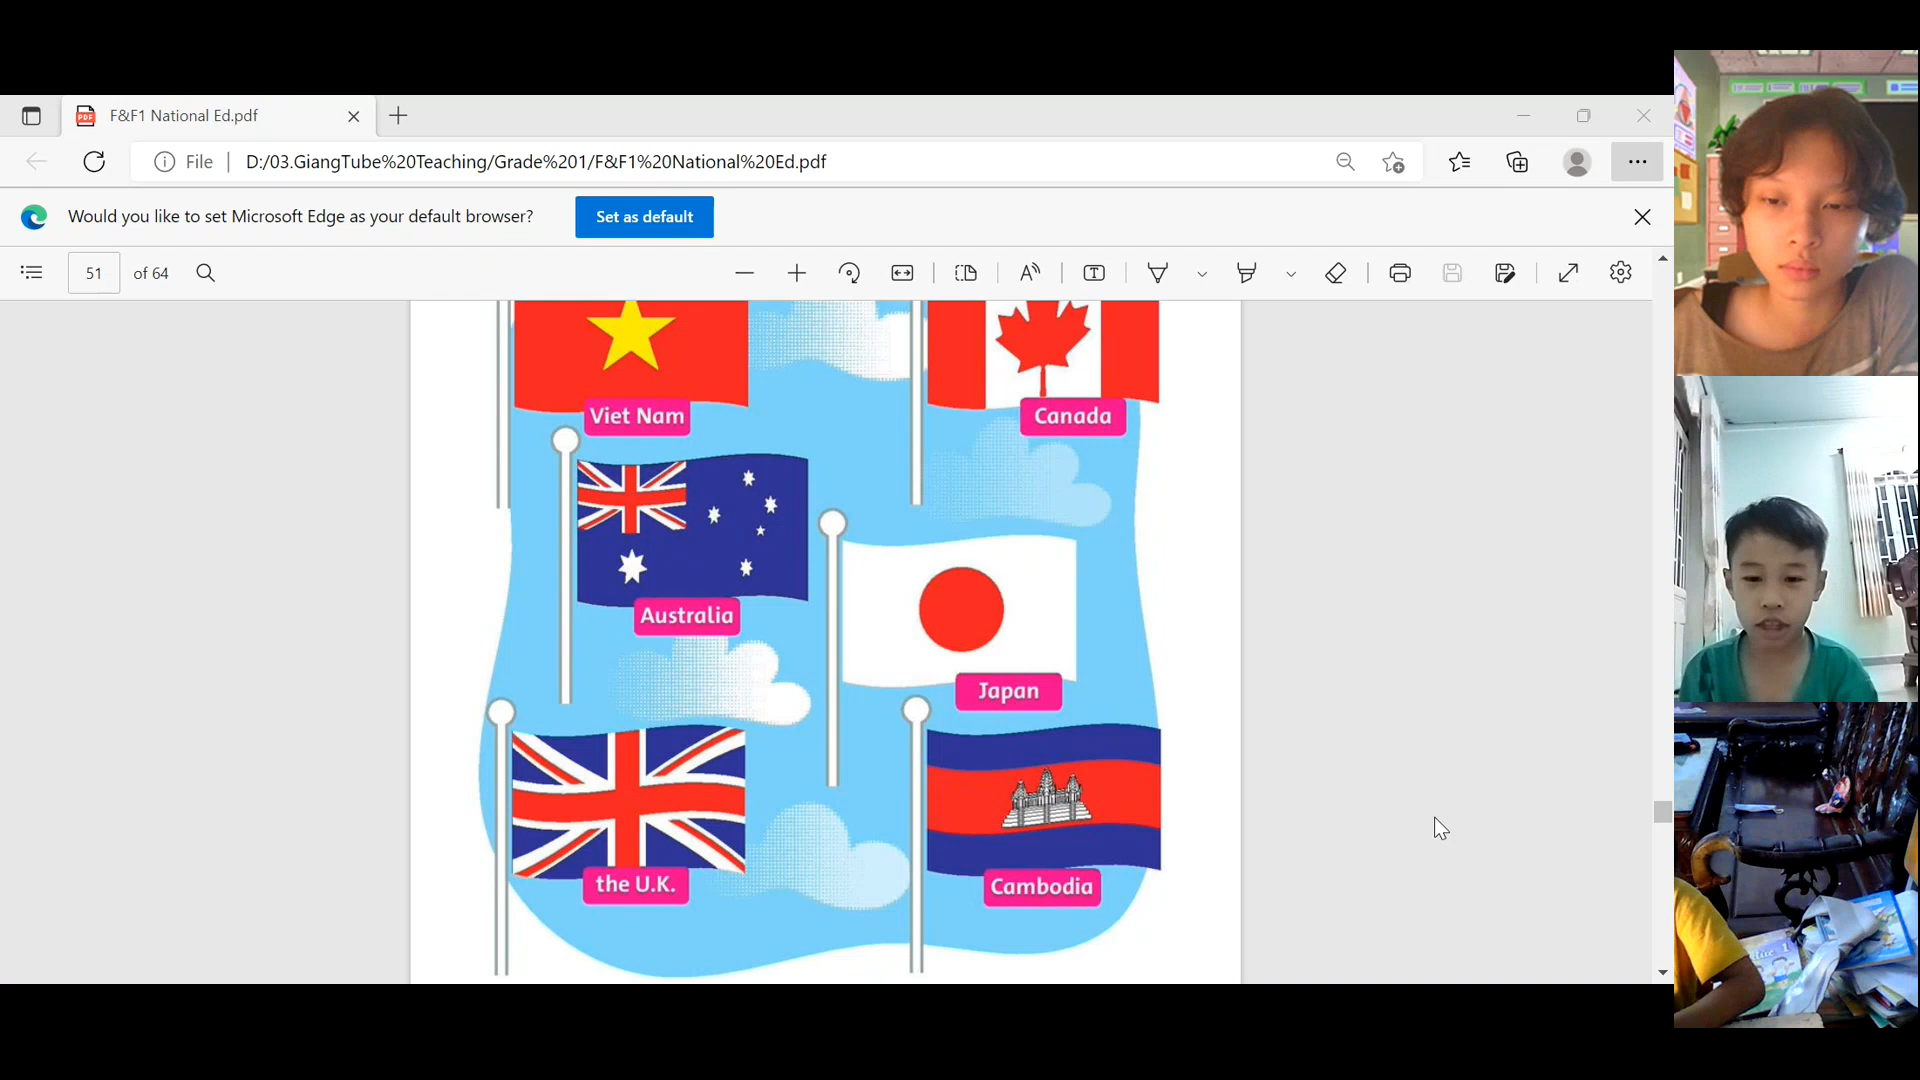 F&F1 National Ed.pdf
File | D:/03.GiangTube%20Teaching/Grade%201/F&F1%20National%20Ed.pdf
Would you like to set Microsoft Edge as your default browser? Set as default
51 of 64
Viet Nam
Canada
Australia
Japan
the U.K.
Cambodia